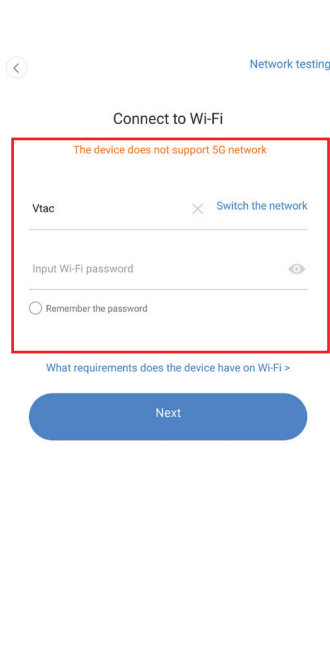 Network testing
Connect to Wi-Fi
The device does not support 5G network
Vtac
Switch the network
Input Wi-Fi password
Remember the password
What requirements does the device have on Wi-Fi >
Next